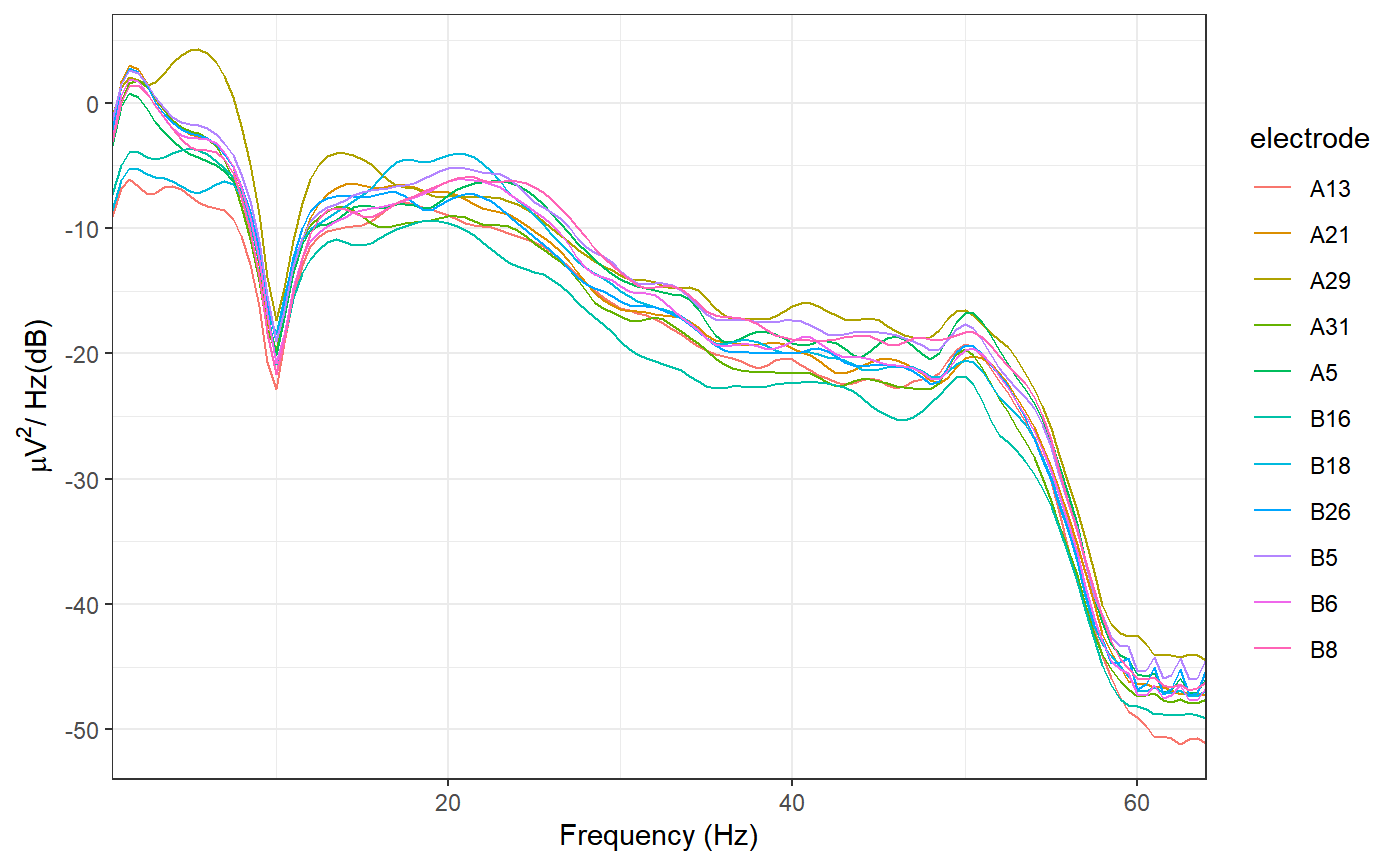 0
-10
-20
-30
-40
-50
20
40
60
Frequency (Hz)
μV²/ Hz(dB)
electrode
A13
A21
A29
A31
A5
B16
B18
B26
B5
B6
B8